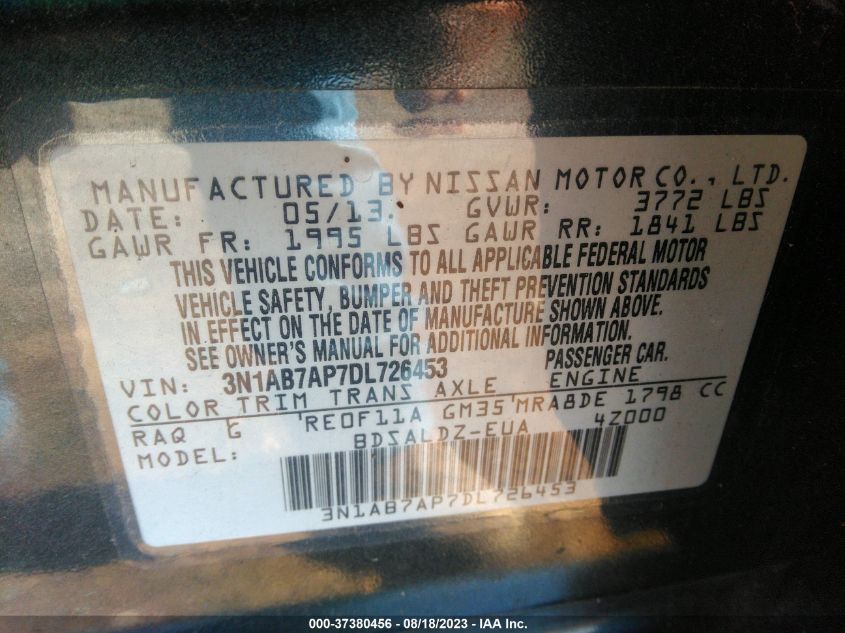 MANUFACTURED BY NISSAN MOTOR CO., LTD.
DATE: 05/13. GVWR: 3772 LBS
GAWR FR: 1995 LBS GAWR RR: 1841 LBS
THIS VEHICLE CONFORMS TO ALL APPLICABLE FEDERAL MOTOR
VEHICLE SAFETY, BUMPER AND THEFT PREVENTION STANDARDS
IN EFFECT ON THE DATE OF MANUFACTURE SHOWN ABOVE.
SEE OWNER'S MANUAL FOR ADDITIONAL INFORMATION.
VIN: 3N1AB7AP7DL726453 PASSENGER CAR.
COLOR TRIM TRANS AXLE ENGINE
RAQ G RE0F11A GM35 MRA8DE 1798 CC
MODEL: BDSALDZ-EUA 4Z000
3N1AB7AP7DL726453
000-37380456 - 08/18/2023 - IAA Inc.